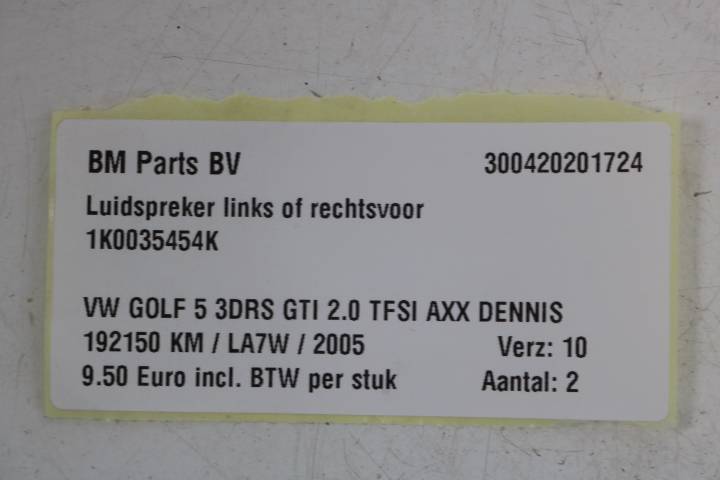 BM Parts BV 300420201724
Luidspreker links of rechtsvoor
1K0035454K
VW GOLF 5 3DRS GTI 2.0 TFSI AXX DENNIS
192150 KM / LA7W / 2005 Verz: 10
9.50 Euro incl. BTW per stuk Aantal: 2